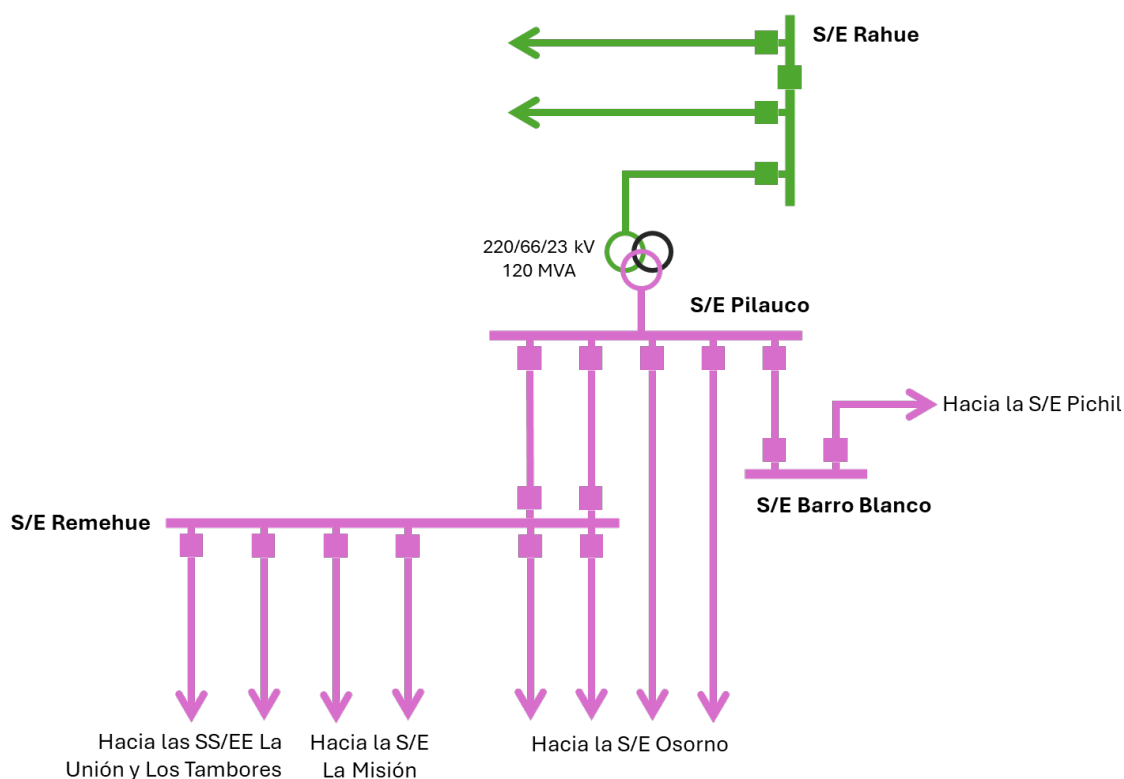 S/E Rahue
220/66/23 kV
120 MVA
S/E Pilauco
Hacia la S/E Pichil
S/E Barro Blanco
S/E Remehue
Hacia las SS/EE La
Unión y Los Tambores
Hacia la S/E
La Misión
Hacia la S/E Osorno